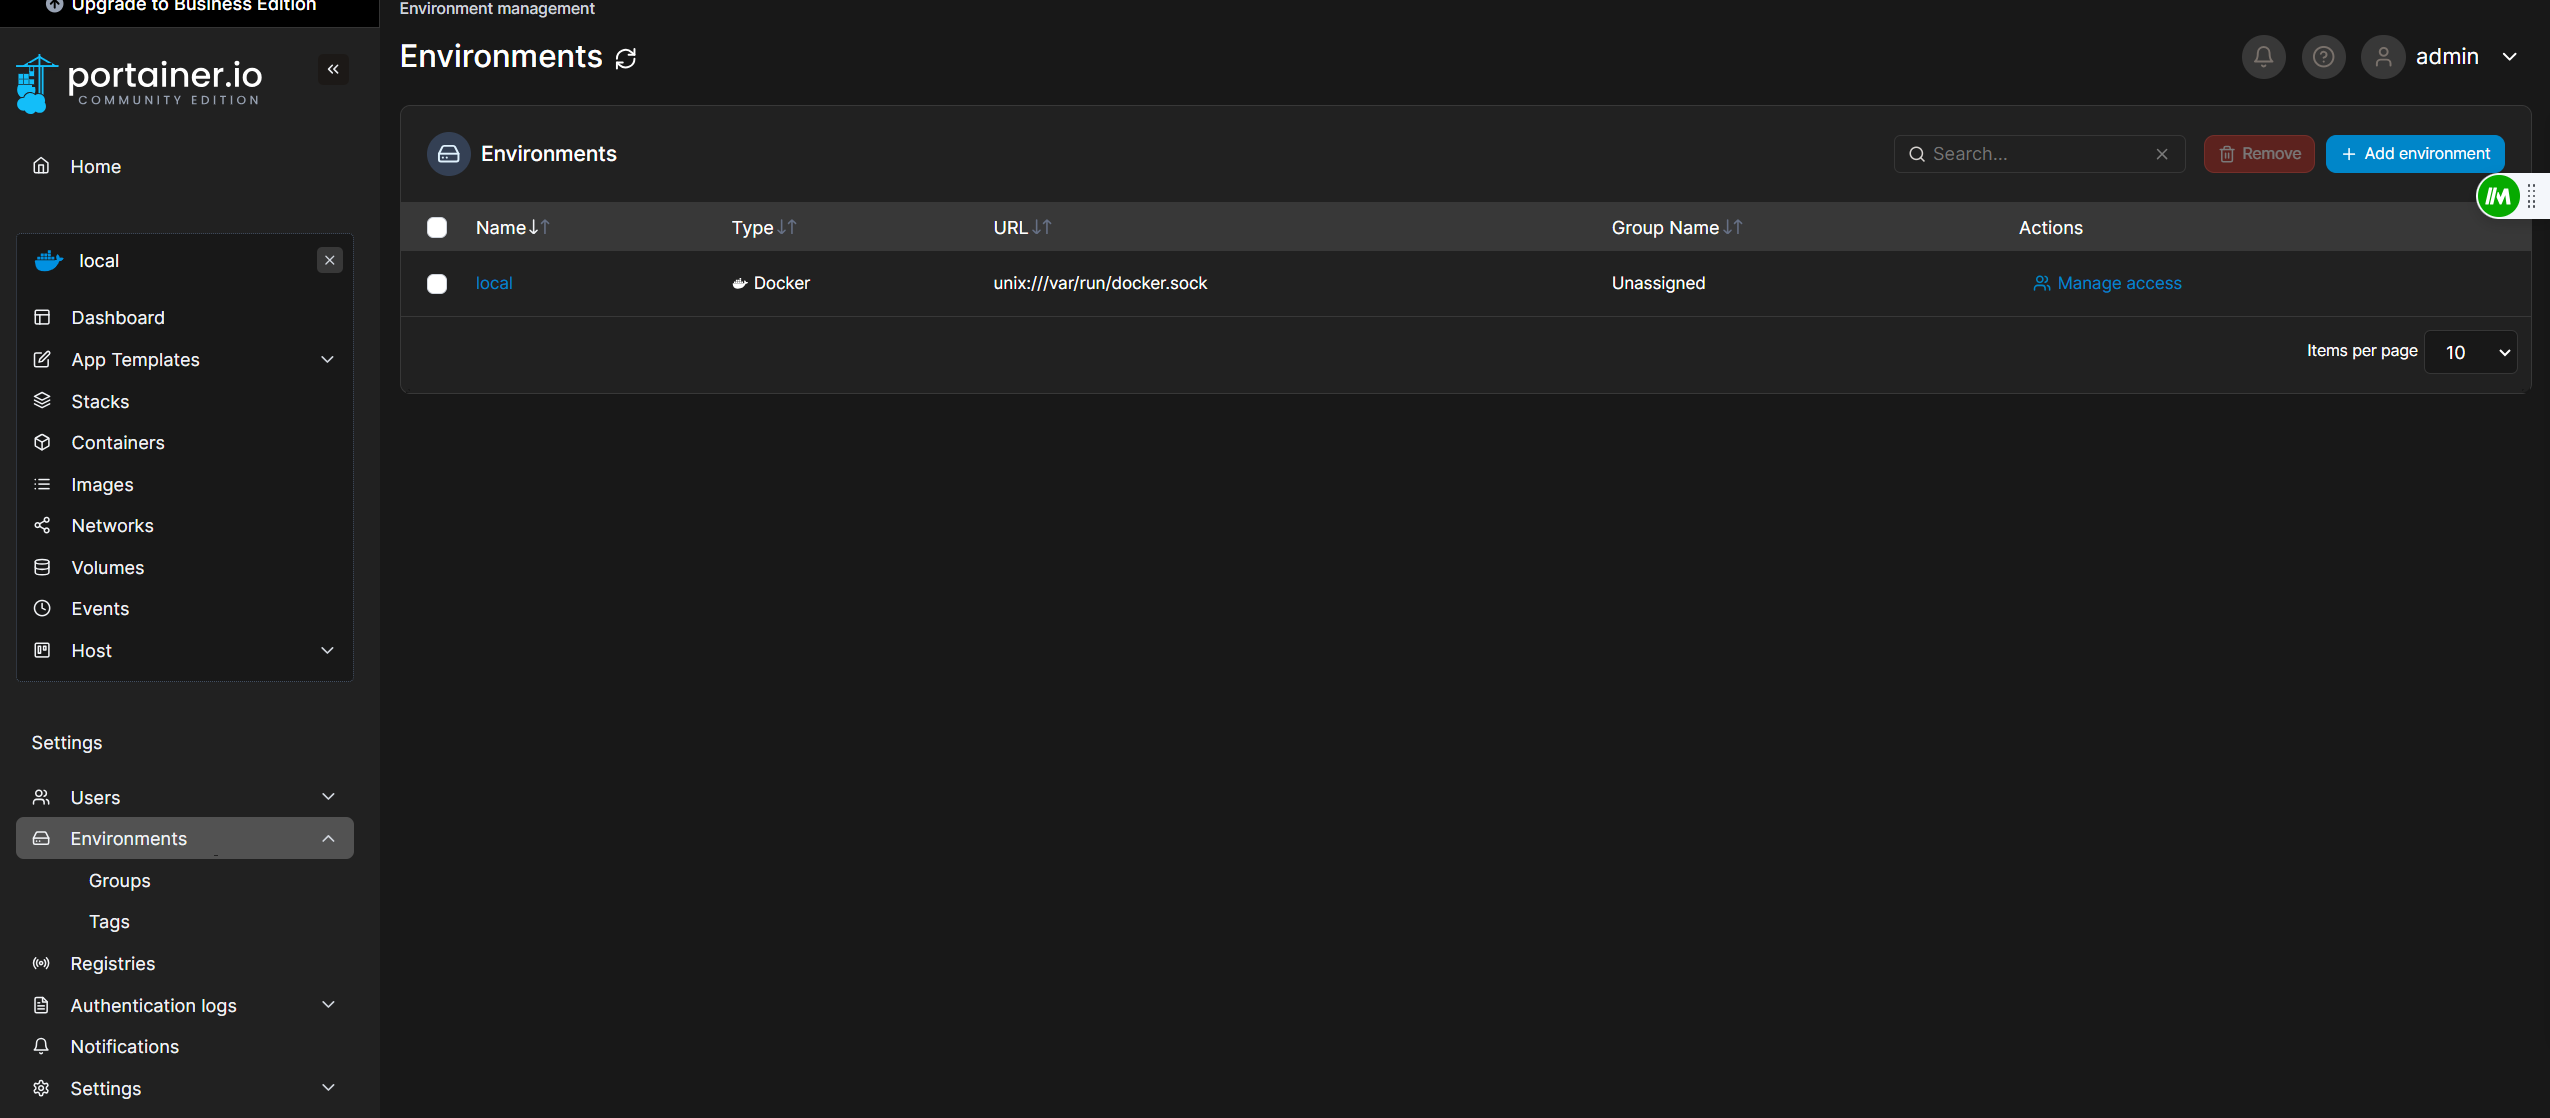 Upgrade to Business Edition
portainer.io
COMMUNITY EDITION
Home
local
Dashboard
App Templates
Stacks
Containers
Images
Networks
Volumes
Events
Host
Settings
Users
Environments
Groups
Tags
Registries
Authentication logs
Notifications
Settings
Environment management
Environments
admin
Environments
Search...
Remove
Add environment
Name Type URL Group Name Actions
local Docker unix:///var/run/docker.sock Unassigned Manage access
Items per page 10